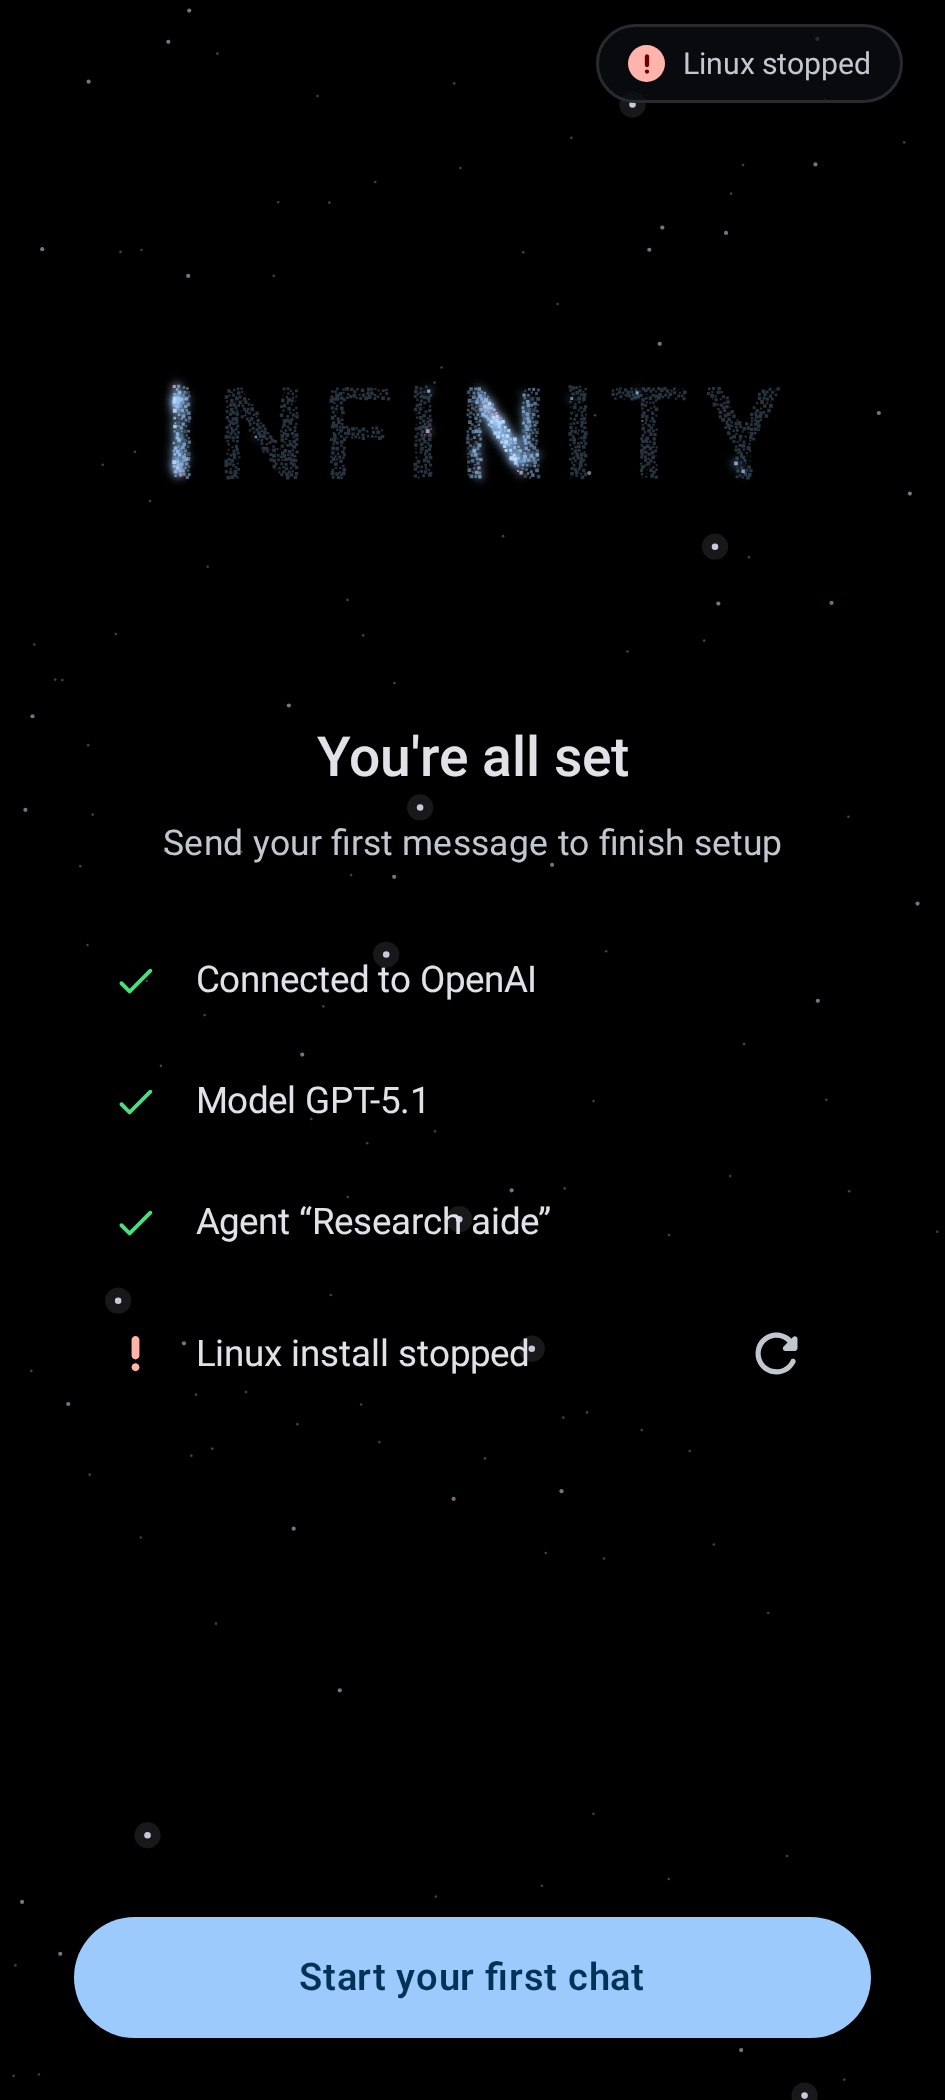 Linux stopped
INFINITY
You're all set
Send your first message to finish setup
Connected to OpenAI
Model GPT-5.1
Agent “Research aide”
Linux install stopped
Start your first chat